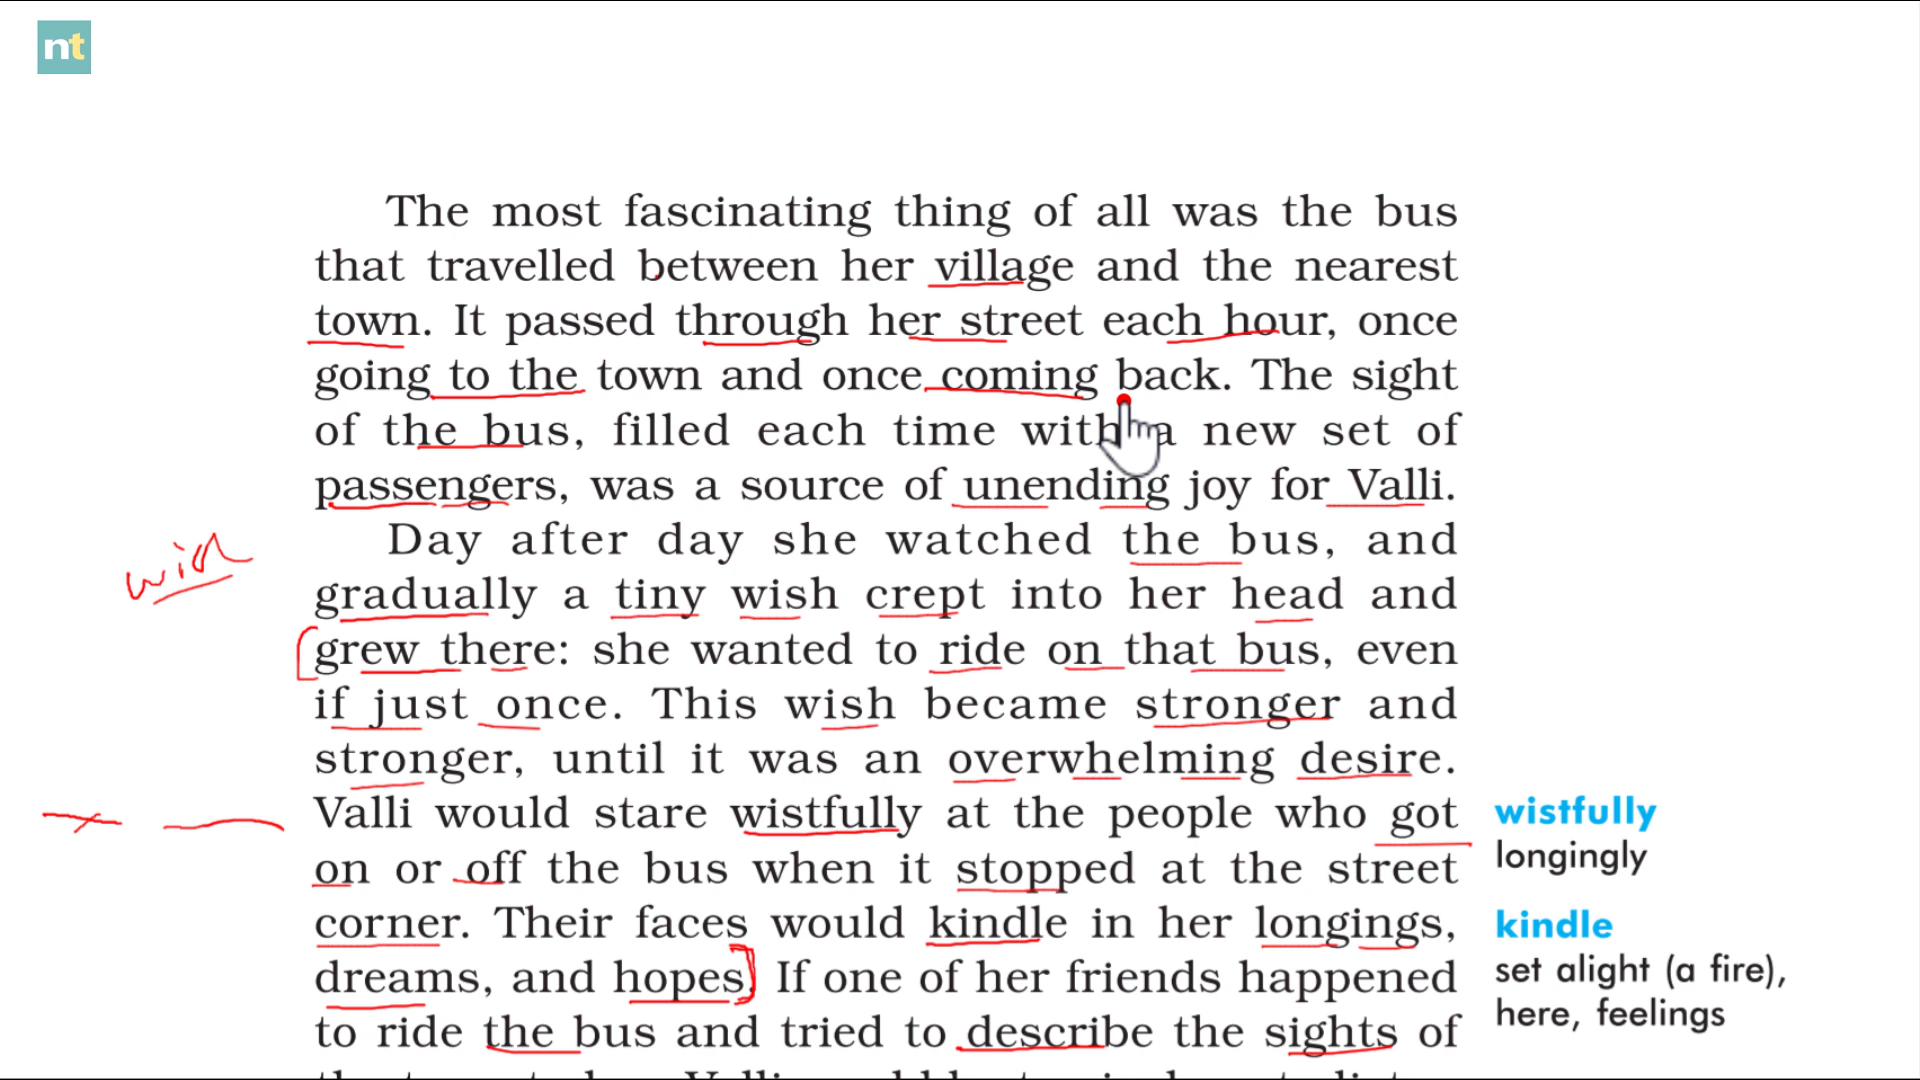 nt
The most fascinating thing of all was the bus
that travelled between her village and the nearest
town. It passed through her street each hour, once
going to the town and once coming back. The sight
of the bus, filled each time with a new set of
passengers, was a source of unending joy for Valli.
Day after day she watched the bus, and
wish
gradually a tiny wish crept into her head and
grew there: she wanted to ride on that bus, even
if just once. This wish became stronger and
stronger, until it was an overwhelming desire.
Valli would stare wistfully at the people who got
on or off the bus when it stopped at the street
corner. Their faces would kindle in her longings,
dreams, and hopes. If one of her friends happened
to ride the bus and tried to describe the sights of
wistfully
longingly
kindle
set alight (a fire),
here, feelings